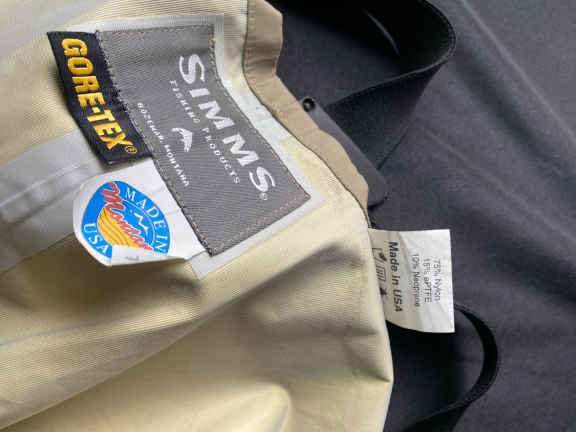 GORE-TEX®
SIMMS®
FISHING PRODUCTS
BOZEMAN, MONTANA
MADE IN
Montana
USA
75% Nylon
15% ePTFE
10% Neoprene
Made in USA